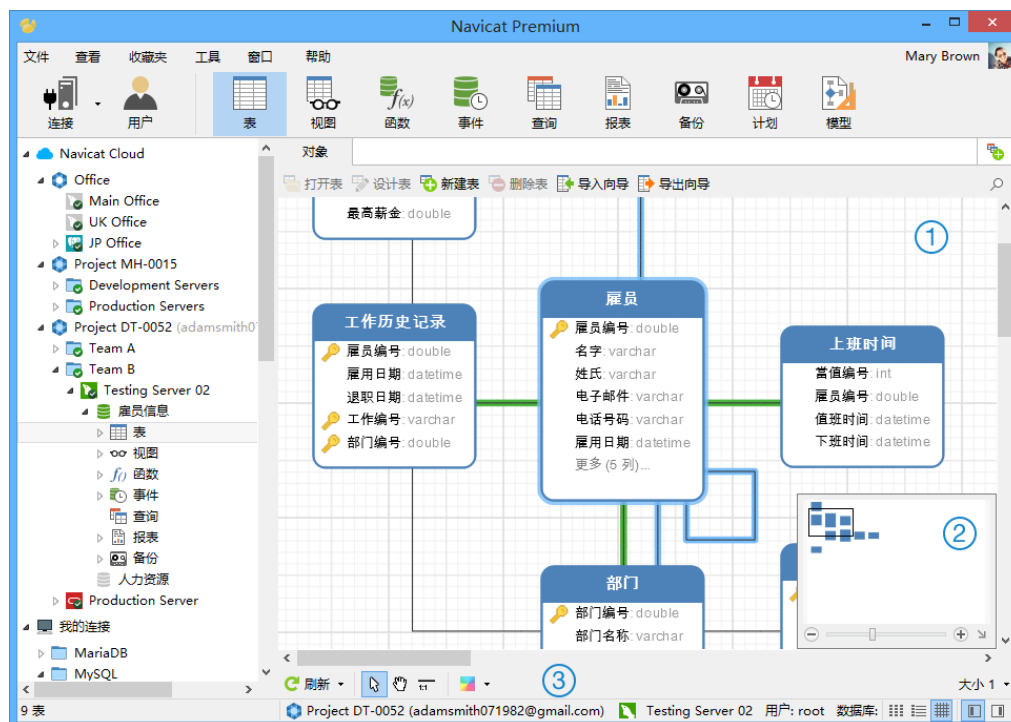 Navicat Premium
文件 查看 收藏夹 工具 窗口 帮助 Mary Brown
连接 用户 表 视图 函数 事件 查询 报表 备份 计划 模型
Navicat Cloud
Office
Main Office
UK Office
JP Office
Project MH-0015
Development Servers
Production Servers
Project DT-0052 (adamsmith07
Team A
Team B
Testing Server 02
雇员信息
表
视图
函数
事件
查询
报表
备份
人力资源
Production Server
我的连接
MariaDB
MySQL
对象
打开表 设计表 新建表 删除表 导入向导 导出向导
最高薪金: double
①
工作历史记录
雇员编号: double
雇用日期: datetime
退职日期: datetime
工作编号: varchar
部门编号: double
雇员
雇员编号: double
名字: varchar
姓氏: varchar
电子邮件: varchar
电话号码: varchar
雇用日期: datetime
更多 (5 列)...
上班时间
當值编号: int
雇员编号: double
值班时间: datetime
下班时间: datetime
②
部门
部门编号: double
部门名称: varchar
刷新 1:1 ③ 大小 1
9 表 Project DT-0052 (adamsmith071982@gmail.com) Testing Server 02 用户: root 数据库: